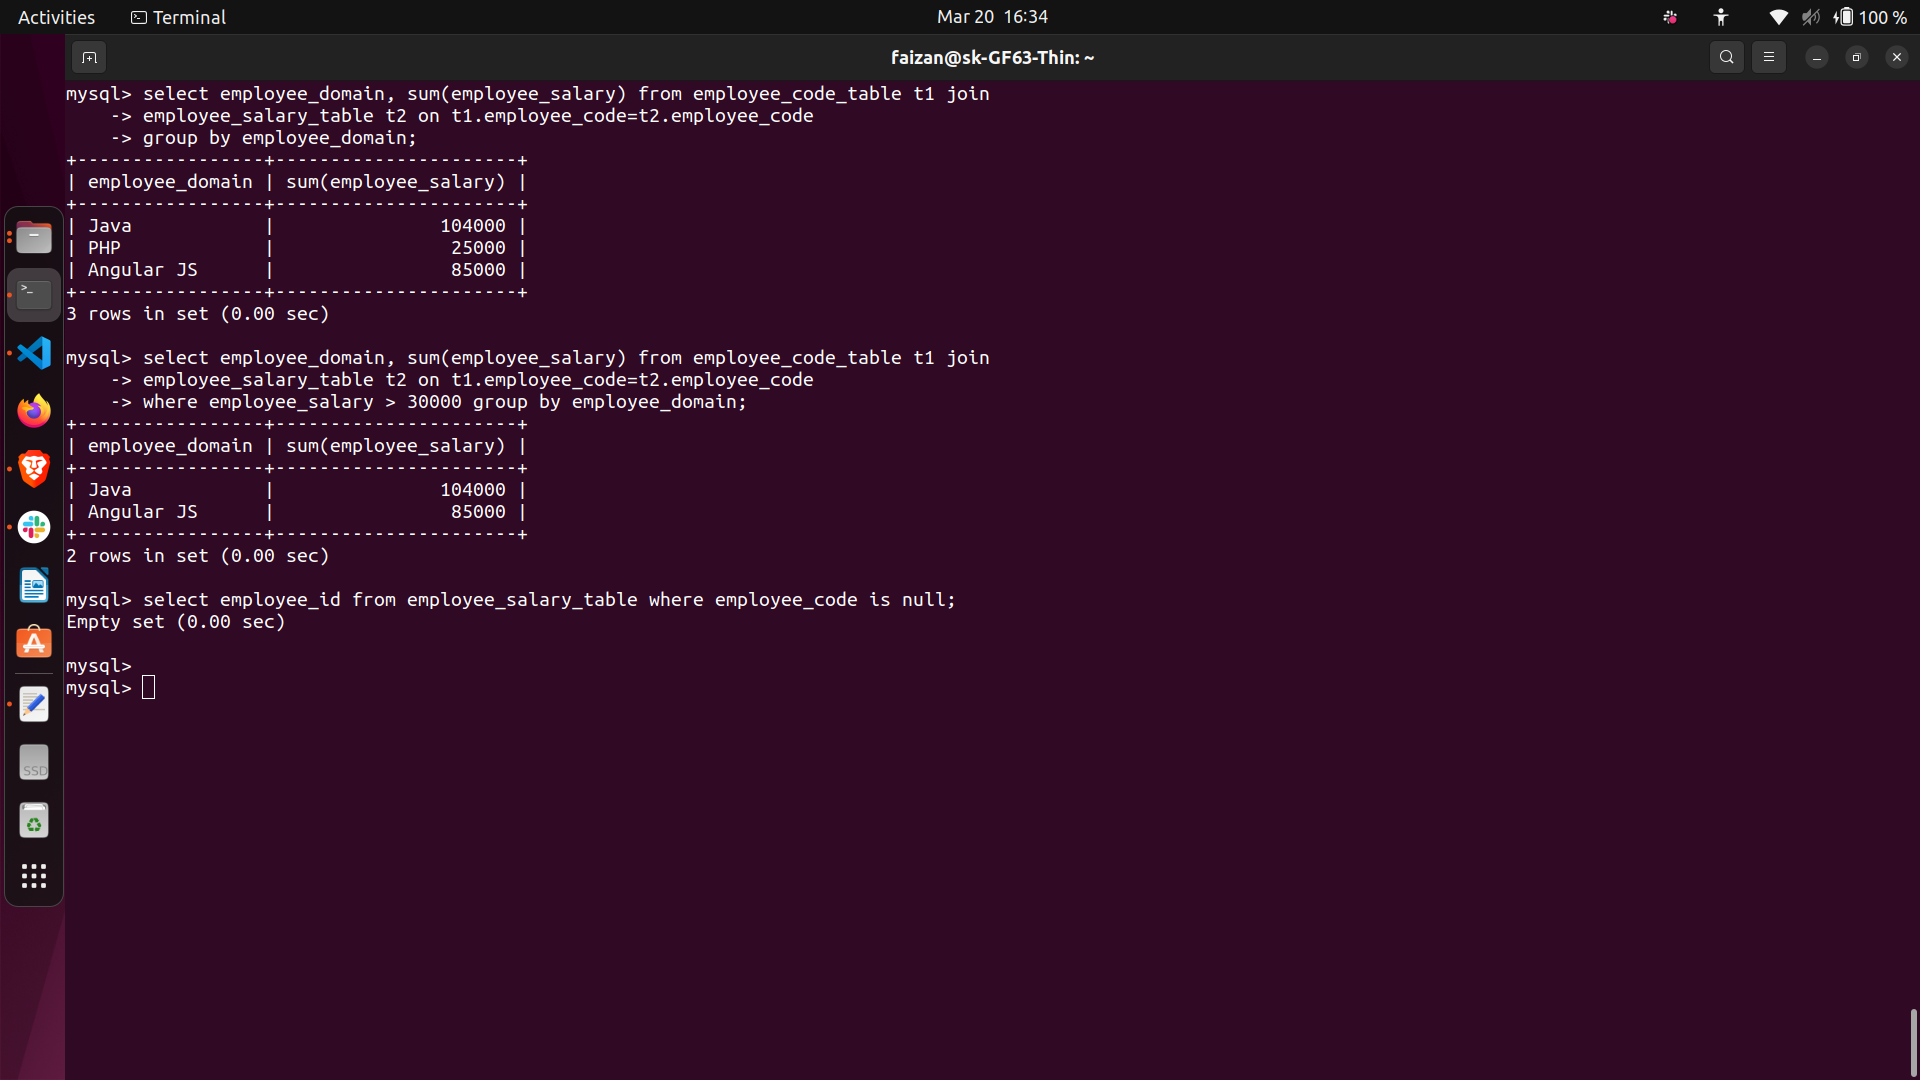 Activities Terminal Mar 20 16:34 100 %
faizan@sk-GF63-Thin: ~
mysql> select employee_domain, sum(employee_salary) from employee_code_table t1 join
    -> employee_salary_table t2 on t1.employee_code=t2.employee_code
    -> group by employee_domain;
+-----------------+----------------------+
| employee_domain | sum(employee_salary) |
+-----------------+----------------------+
| Java            |               104000 |
| PHP             |                25000 |
| Angular JS      |                85000 |
+-----------------+----------------------+
3 rows in set (0.00 sec)
mysql> select employee_domain, sum(employee_salary) from employee_code_table t1 join
    -> employee_salary_table t2 on t1.employee_code=t2.employee_code
    -> where employee_salary > 30000 group by employee_domain;
+-----------------+----------------------+
| employee_domain | sum(employee_salary) |
+-----------------+----------------------+
| Java            |               104000 |
| Angular JS      |                85000 |
+-----------------+----------------------+
2 rows in set (0.00 sec)
mysql> select employee_id from employee_salary_table where employee_code is null;
Empty set (0.00 sec)
mysql>
mysql>
SSD